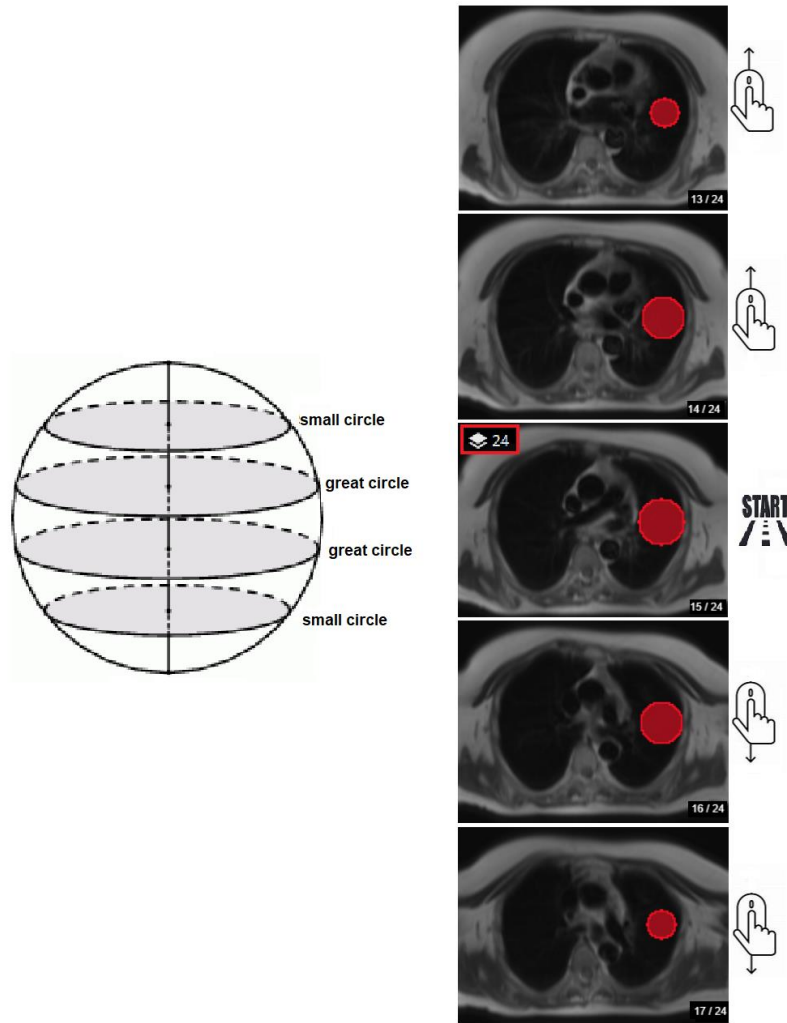 small circle
great circle
great circle
small circle
13 / 24
14 / 24
24
START
15 / 24
16 / 24
17 / 24